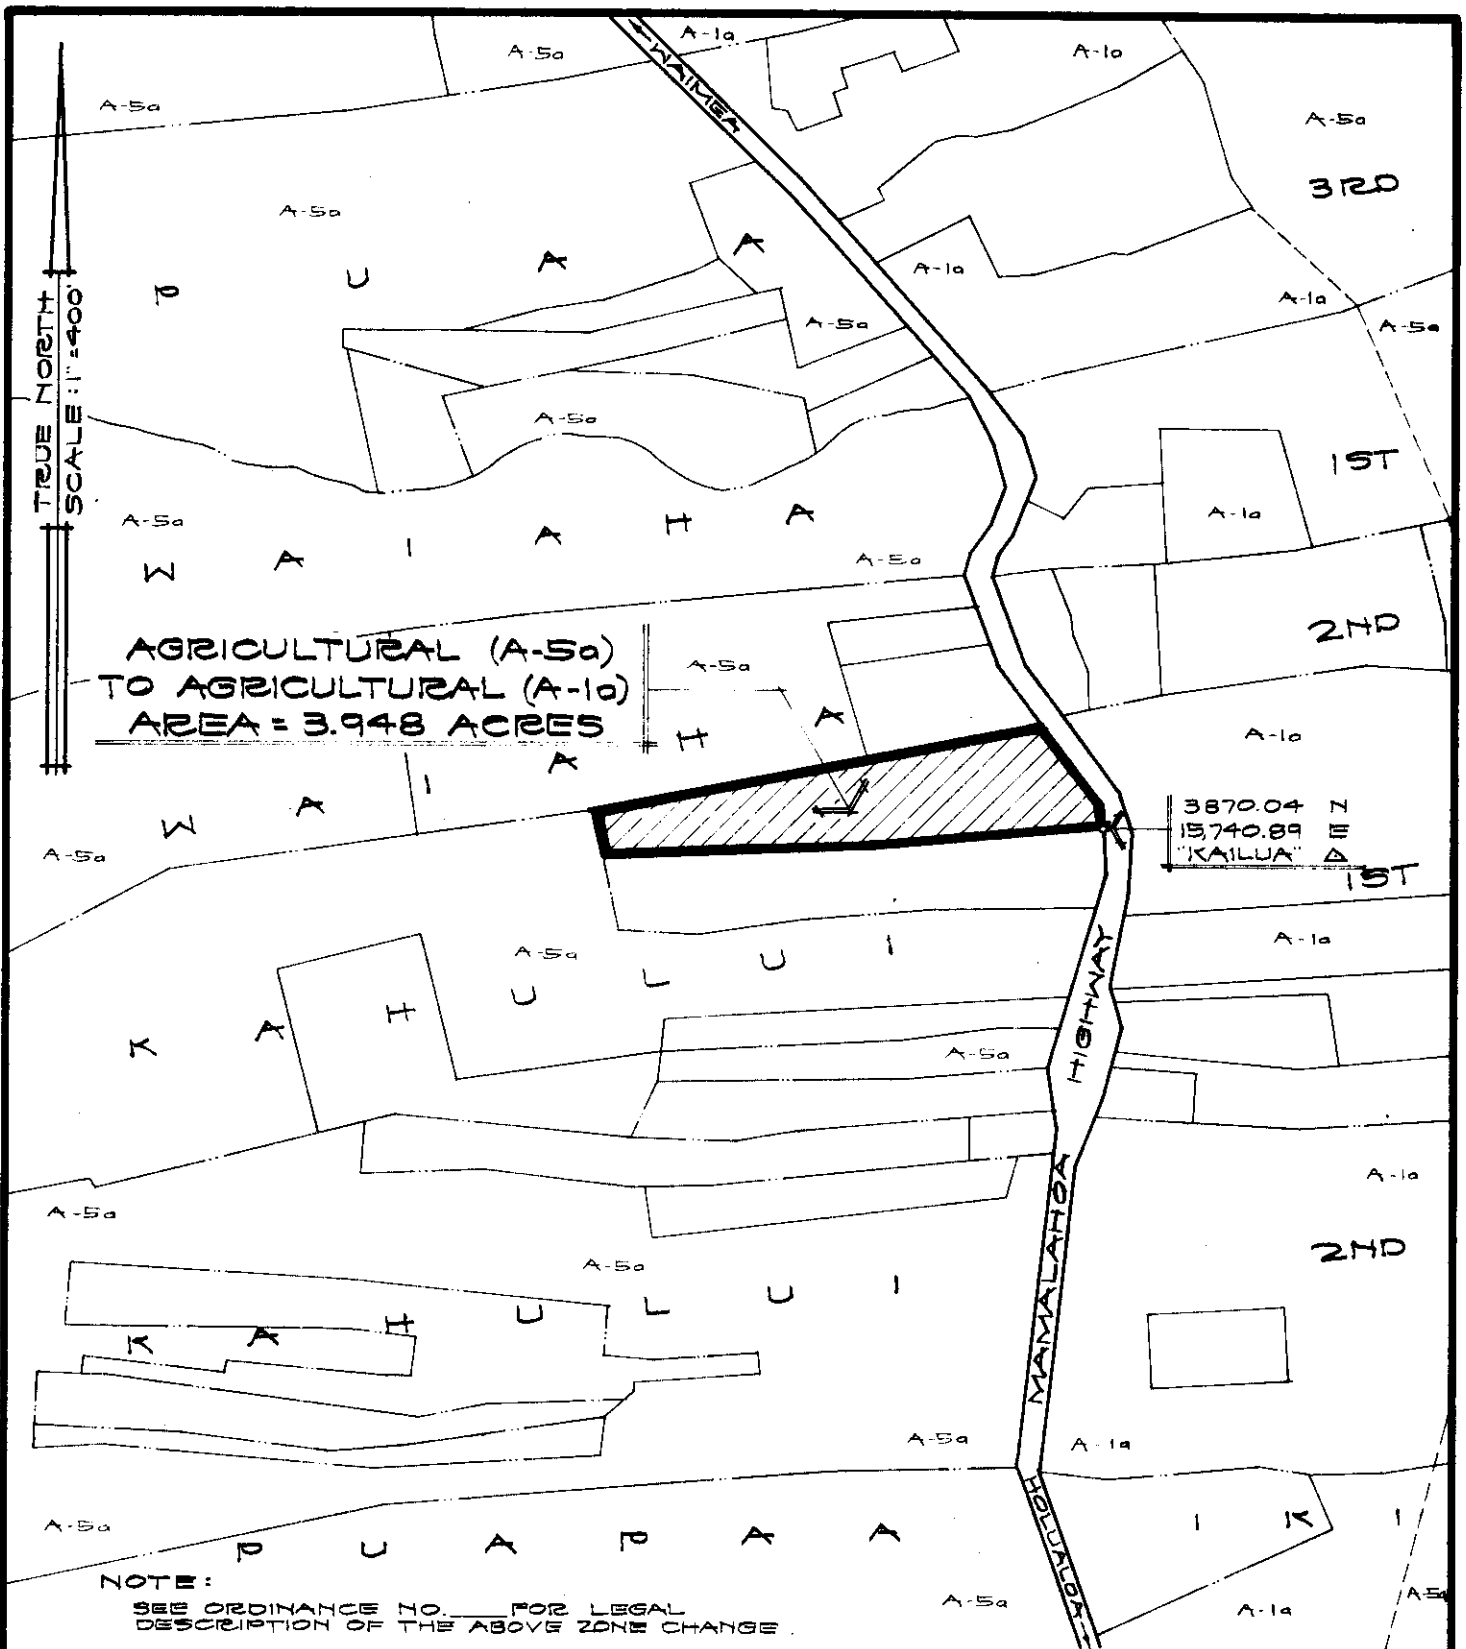 A-5a
A-1a
A-1a
A-5a
A-5a
WAIMEA
3RD
A-5a
P U A A
A-1a
A-1a
A-5a
A-5a
TRUE NORTH
SCALE : 1" = 400'
A-5a
1ST
A-5a
A-1a
W A I A H A
A-5a
2ND
AGRICULTURAL (A-5a)
TO AGRICULTURAL (A-1a)
AREA = 3.948 ACRES
A-5a
A-1a
W A I A H A
3870.04 N
15,740.89 E
"KAILUA" △
A-5a
1ST
A-5a
A-1a
K A H U L U I
HIGHWAY
A-5a
A-1a
MAMALAHOA
A-5a
2ND
A-5a
K A H U L U I
A-5a
A-1a
A-5a
P U A P A A
HOLUALOA
I K I
A-5a
A-1a
A-5a
NOTE:
SEE ORDINANCE NO.____FOR LEGAL
DESCRIPTION OF THE ABOVE ZONE CHANGE.